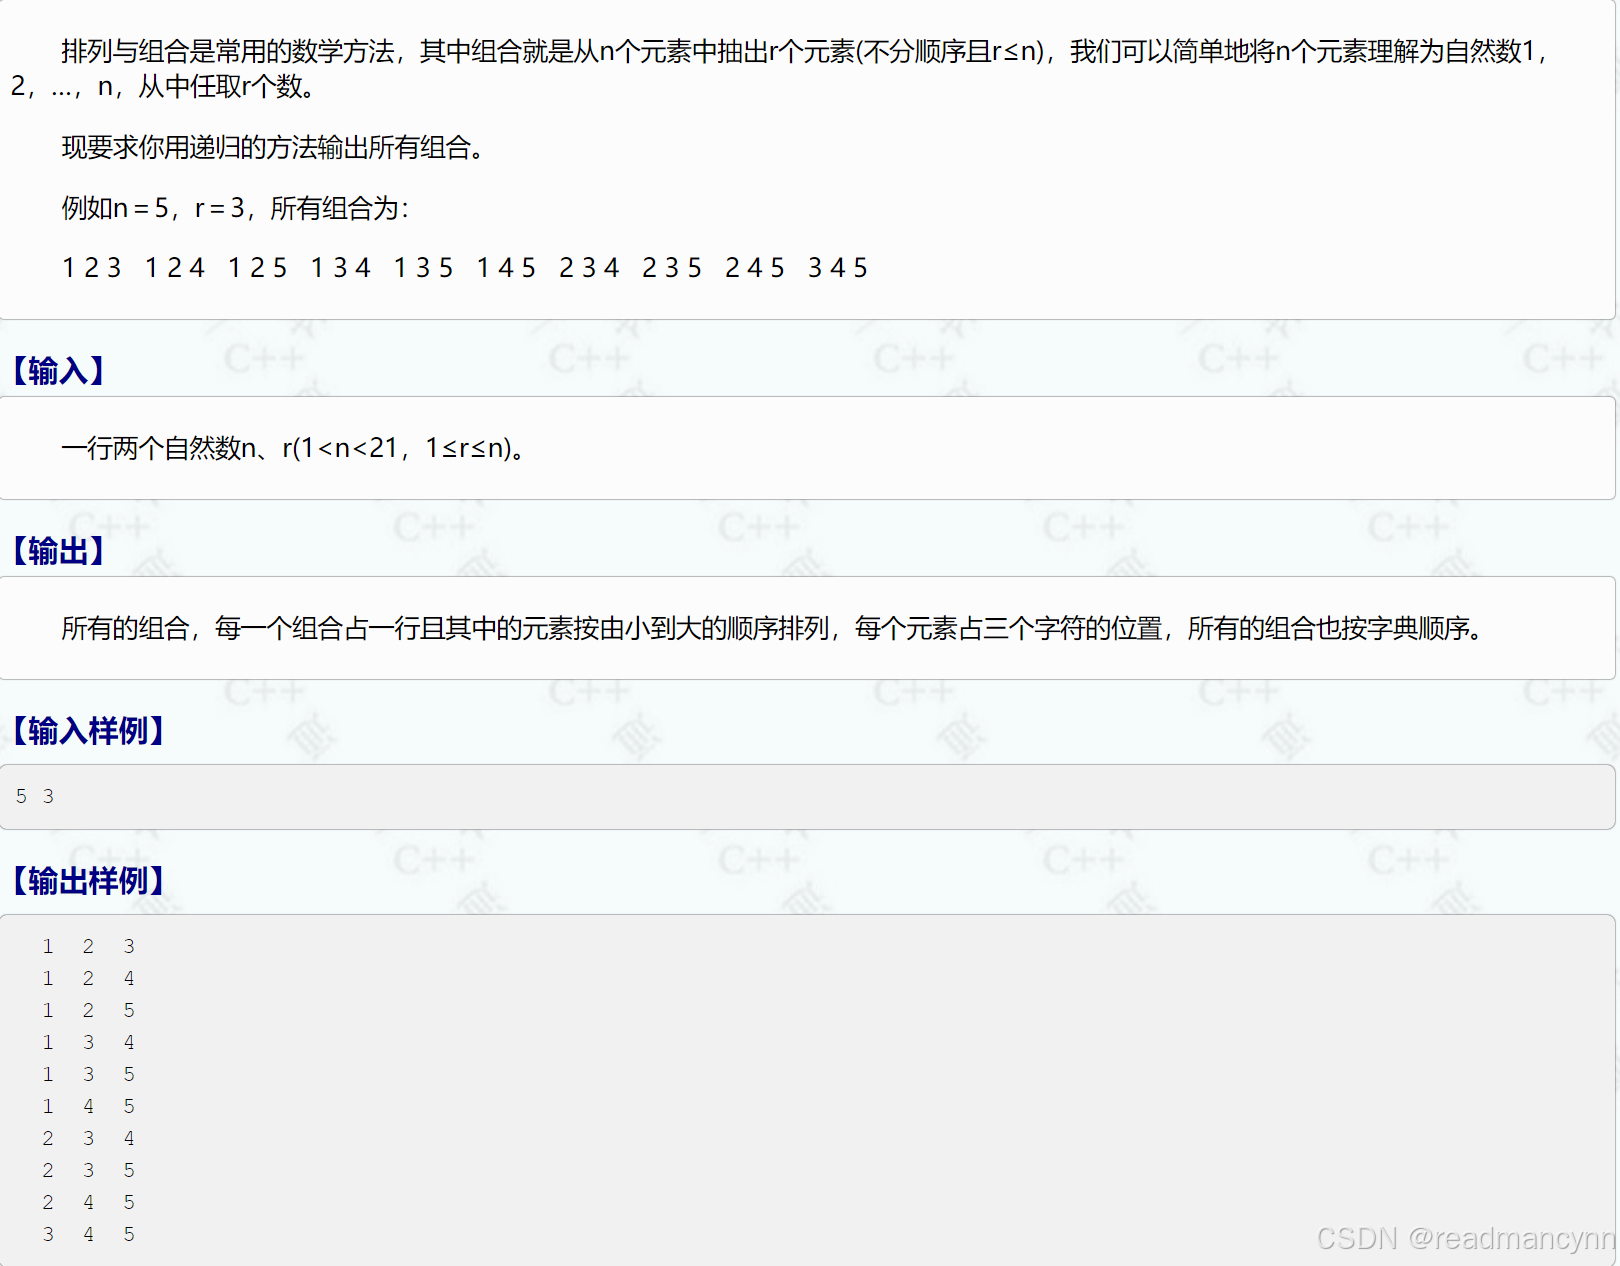 排列与组合是常用的数学方法，其中组合就是从n个元素中抽出r个元素(不分顺序且r≤n)，我们可以简单地将n个元素理解为自然数1，
2，…，n，从中任取r个数。
现要求你用递归的方法输出所有组合。
例如n＝5，r＝3，所有组合为：
1 2 3   1 2 4   1 2 5   1 3 4   1 3 5   1 4 5   2 3 4   2 3 5   2 4 5   3 4 5
【输入】
一行两个自然数n、r(1<n<21，1≤r≤n)。
【输出】
所有的组合，每一个组合占一行且其中的元素按由小到大的顺序排列，每个元素占三个字符的位置，所有的组合也按字典顺序。
【输入样例】
5 3
【输出样例】
  1  2  3
  1  2  4
  1  2  5
  1  3  4
  1  3  5
  1  4  5
  2  3  4
  2  3  5
  2  4  5
  3  4  5
CSDN @readmancynn